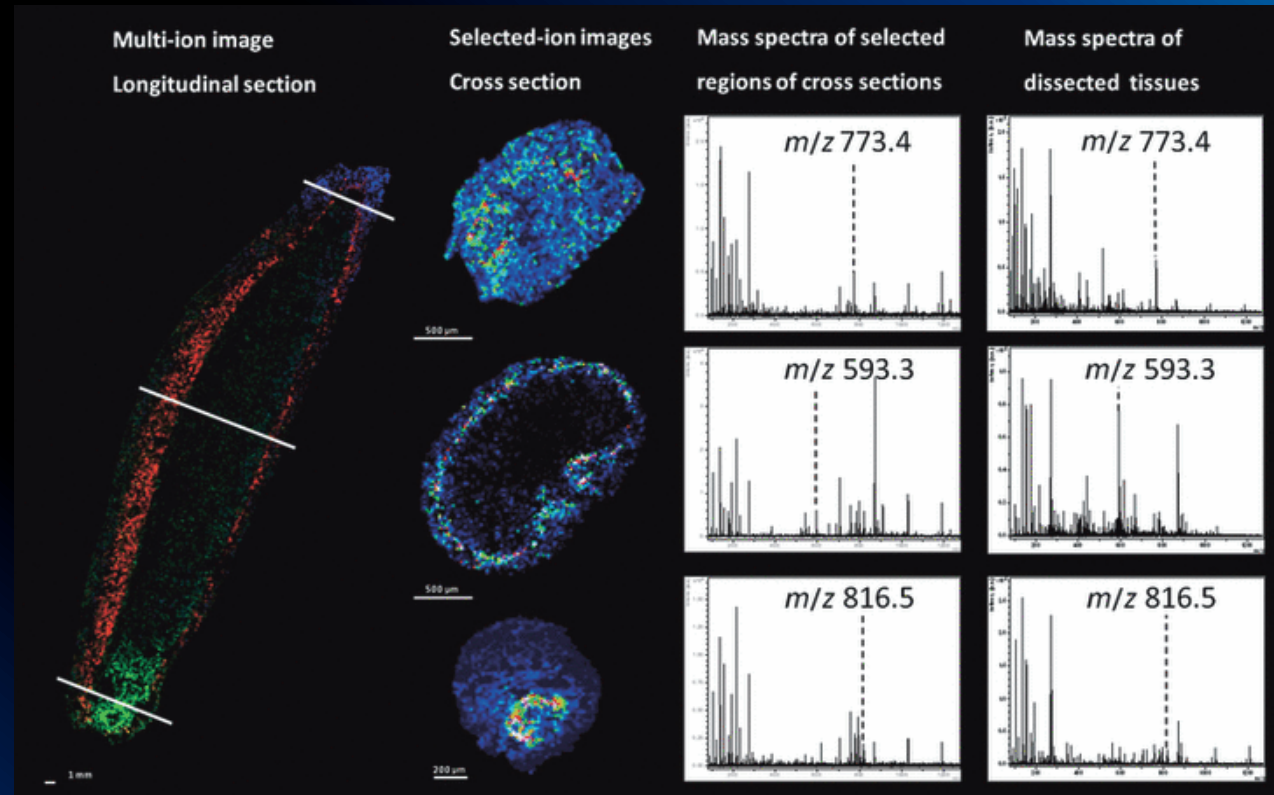 Multi-ion image
Longitudinal section
Selected-ion images
Cross section
Mass spectra of selected
regions of cross sections
Mass spectra of
dissected tissues
1 mm
500 µm
500 µm
200 µm
m/z 773.4
m/z 773.4
m/z 593.3
m/z 593.3
m/z 816.5
m/z 816.5